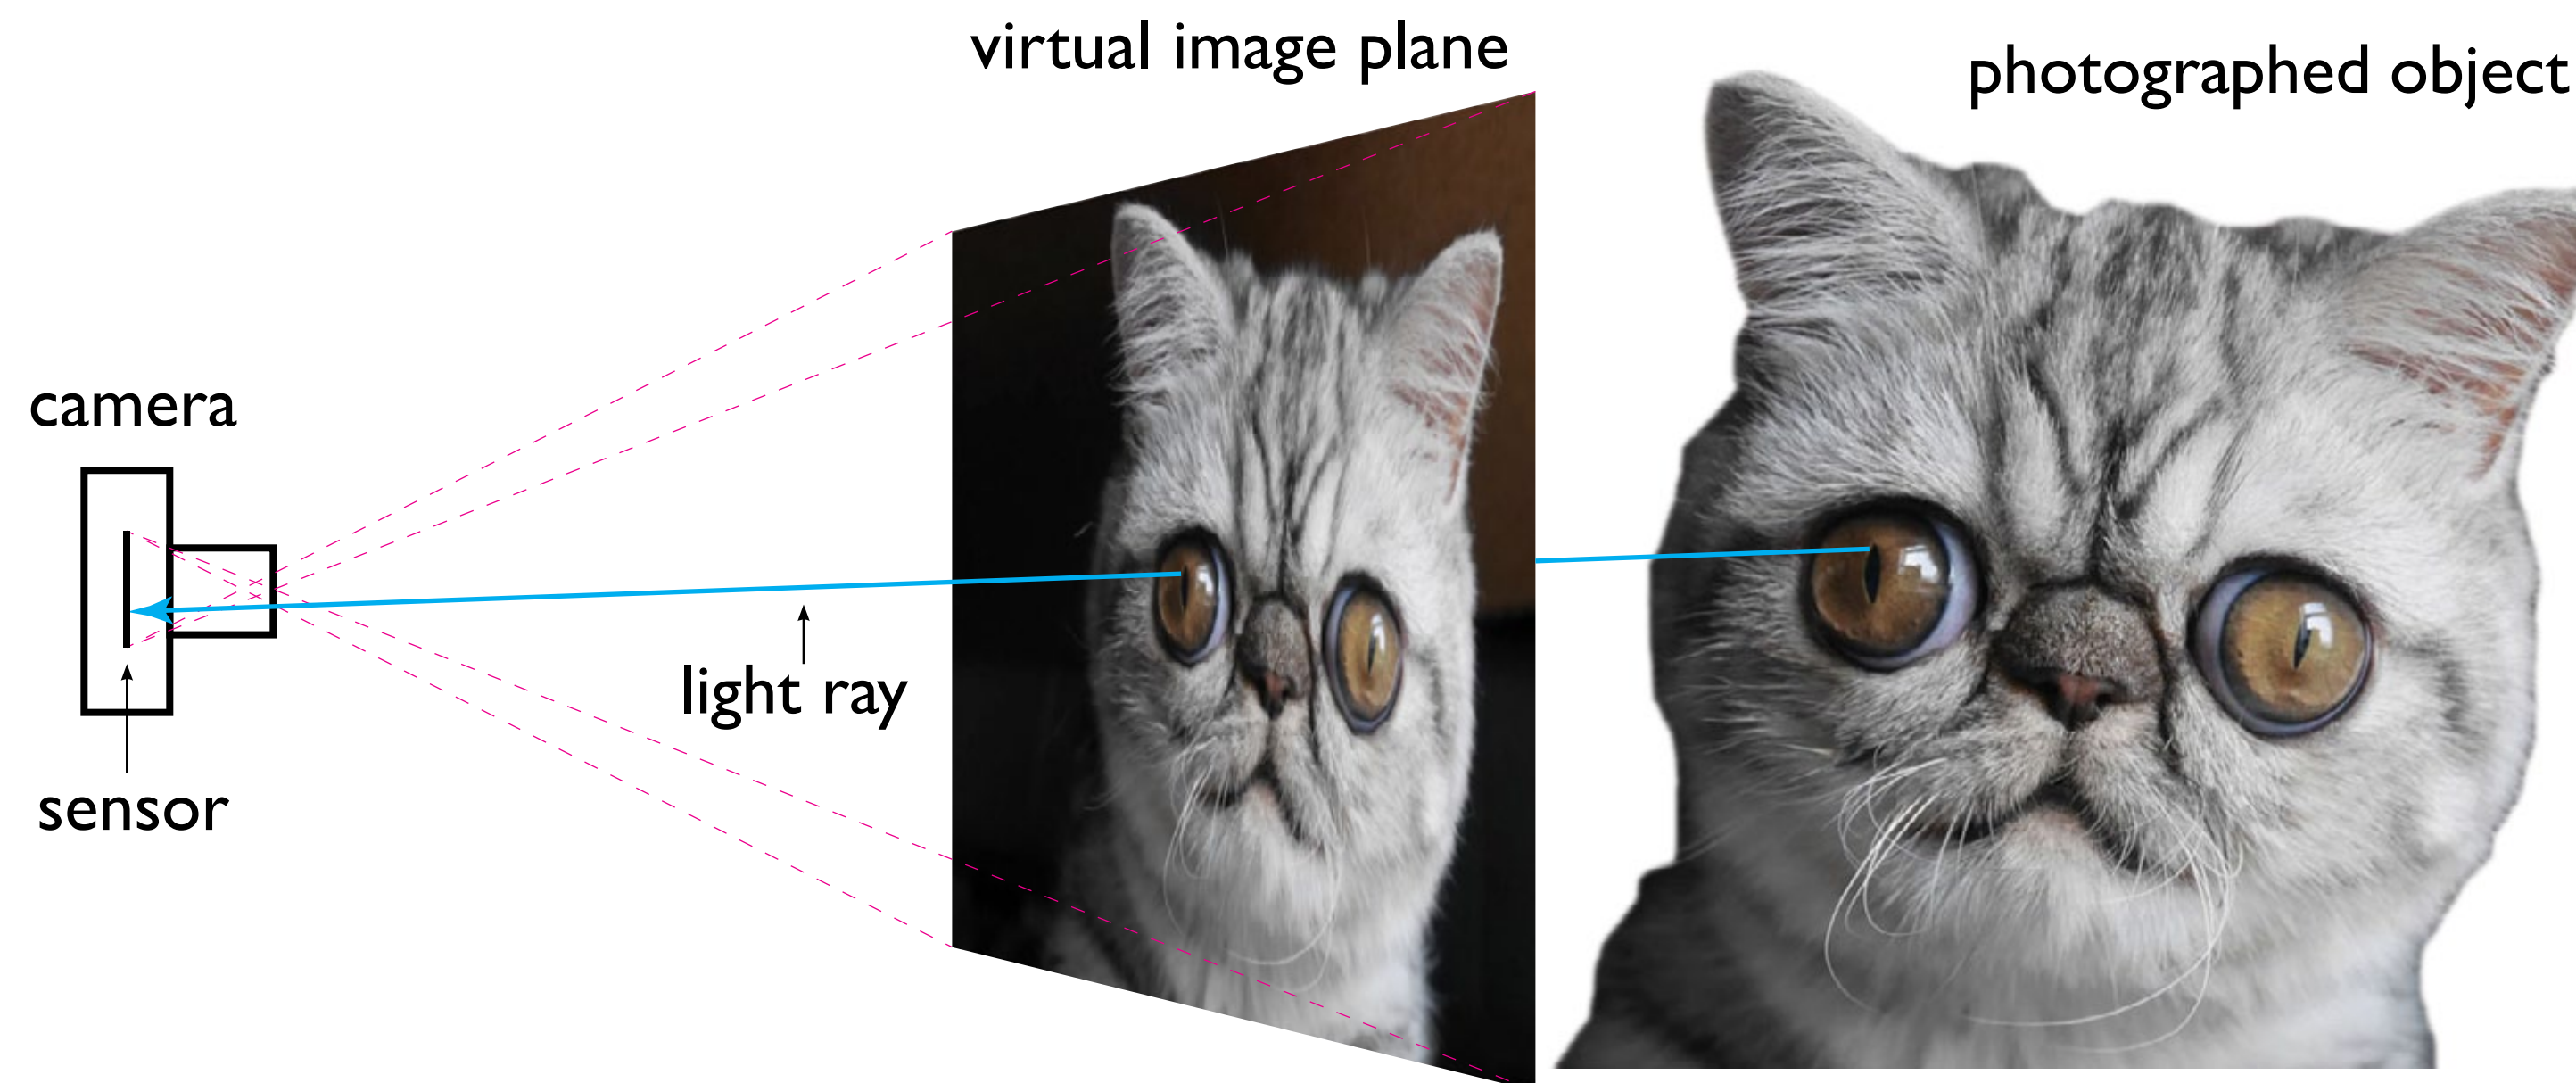 virtual image plane
photographed object
camera
light ray
sensor